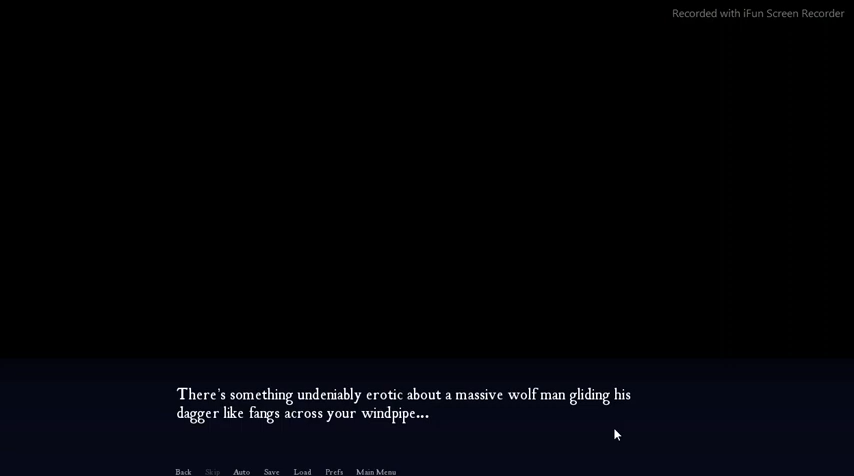 Recorded with iFun Screen Recorder
There's something undeniably erotic about a massive wolf man gliding his
dagger like fangs across your windpipe...
Back Skip Auto Save Load Prefs Main Menu